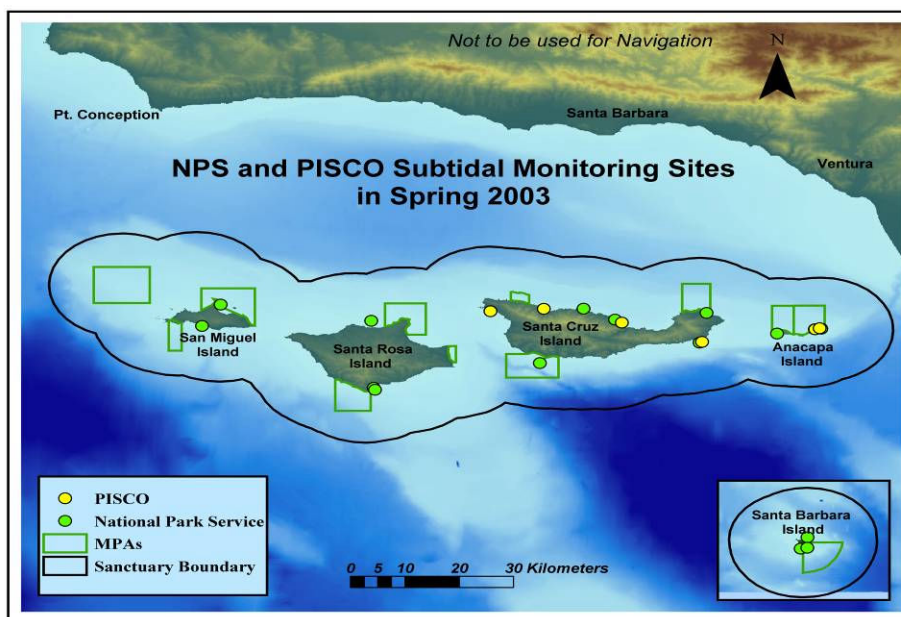 Not to be used for Navigation
N
Pt. Conception
Santa Barbara
Ventura
NPS and PISCO Subtidal Monitoring Sites
in Spring 2003
San Miguel
Island
Santa Rosa
Island
Santa Cruz
Island
Anacapa
Island
PISCO
National Park Service
MPAs
Sanctuary Boundary
0 5 10 20 30 Kilometers
Santa Barbara
Island